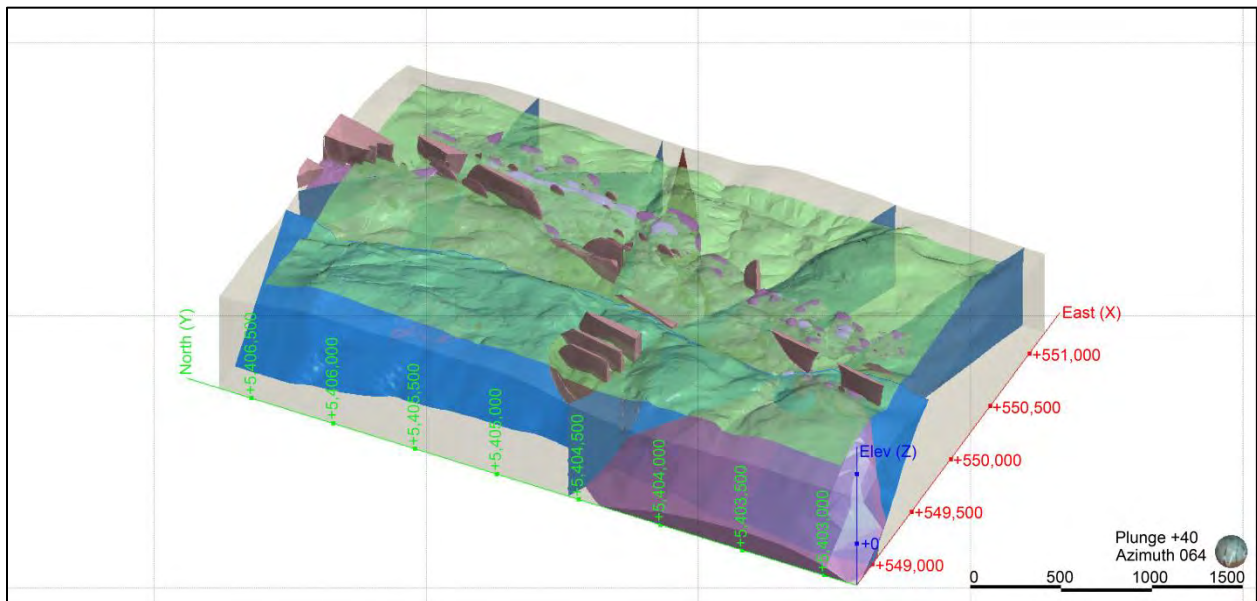 North (Y)
+5,406,500
+5,406,000
+5,405,500
+5,405,000
+5,404,500
+5,404,000
+5,403,500
+5,403,000
Elev (Z)
+0
East (X)
+551,000
+550,500
+550,000
+549,500
+549,000
Plunge +40
Azimuth 064
0 500 1000 1500